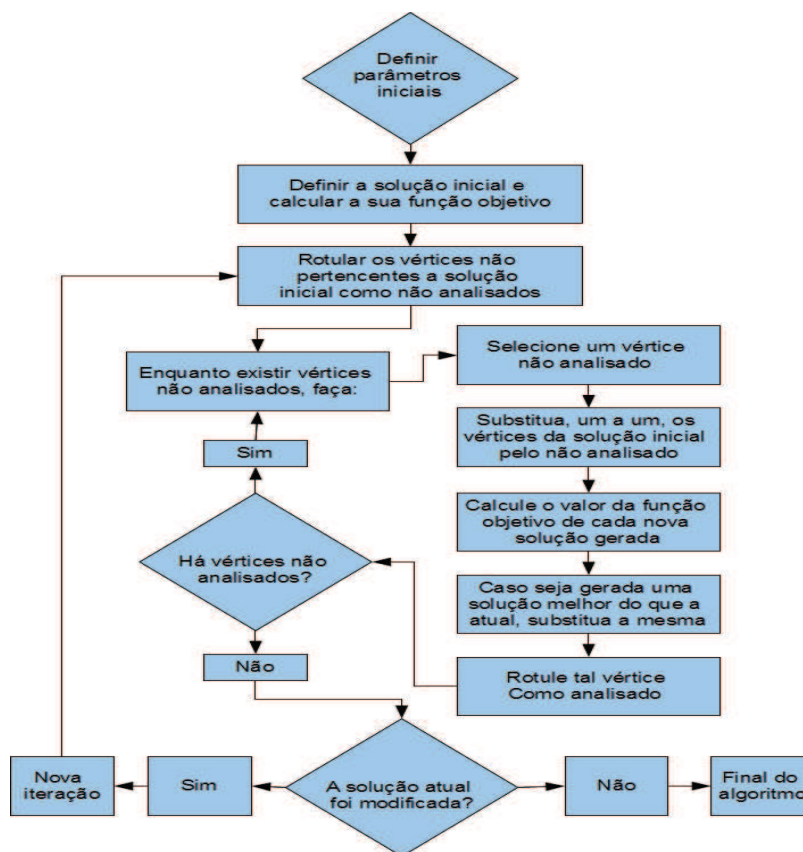 Definir
parâmetros
iniciais
Definir a solução inicial e
calcular a sua função objetivo
Rotular os vértices não
pertencentes a solução
inicial como não analisados
Enquanto existir vértices
não analisados, faça:
Selecione um vértice
não analisado
Substitua, um a um, os
vértices da solução inicial
pelo não analisado
Calcule o valor da função
objetivo de cada nova
solução gerada
Caso seja gerada uma
solução melhor do que a
atual, substitua a mesma
Rotule tal vértice
Como analisado
Sim
Há vértices não
analisados?
Não
A solução atual
foi modificada?
Sim
Nova
iteração
Não
Final do
algoritmo